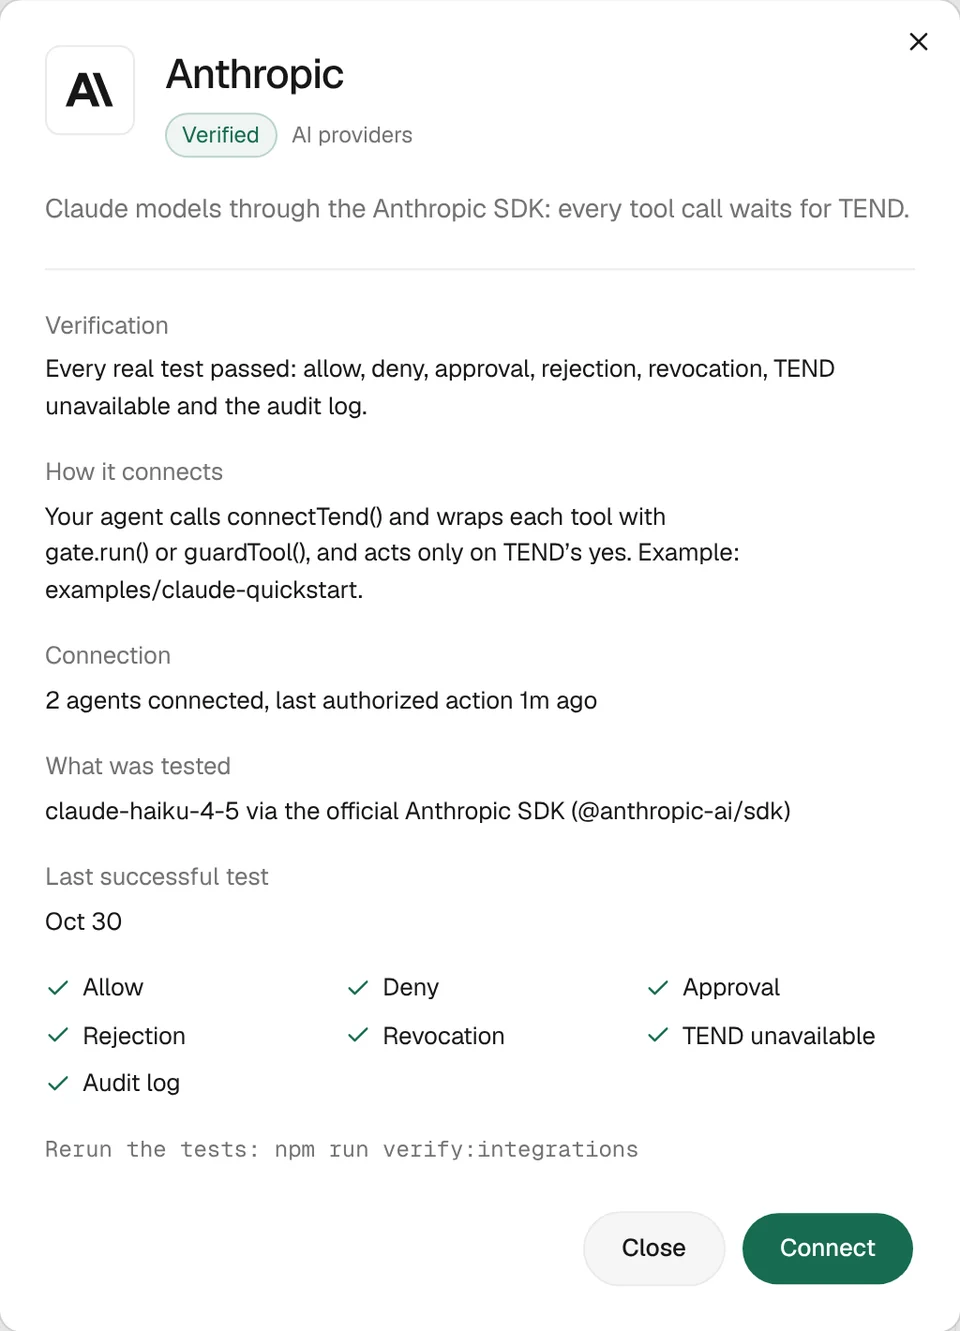 Anthropic
Verified
AI providers
Claude models through the Anthropic SDK: every tool call waits for TEND.
Verification
Every real test passed: allow, deny, approval, rejection, revocation, TEND
unavailable and the audit log.
How it connects
Your agent calls connectTend() and wraps each tool with
gate.run() or guardTool(), and acts only on TEND’s yes. Example:
examples/claude-quickstart.
Connection
2 agents connected, last authorized action 1m ago
What was tested
claude-haiku-4-5 via the official Anthropic SDK (@anthropic-ai/sdk)
Last successful test
Oct 30
Allow
Deny
Approval
Rejection
Revocation
TEND unavailable
Audit log
Rerun the tests: npm run verify:integrations
Close
Connect